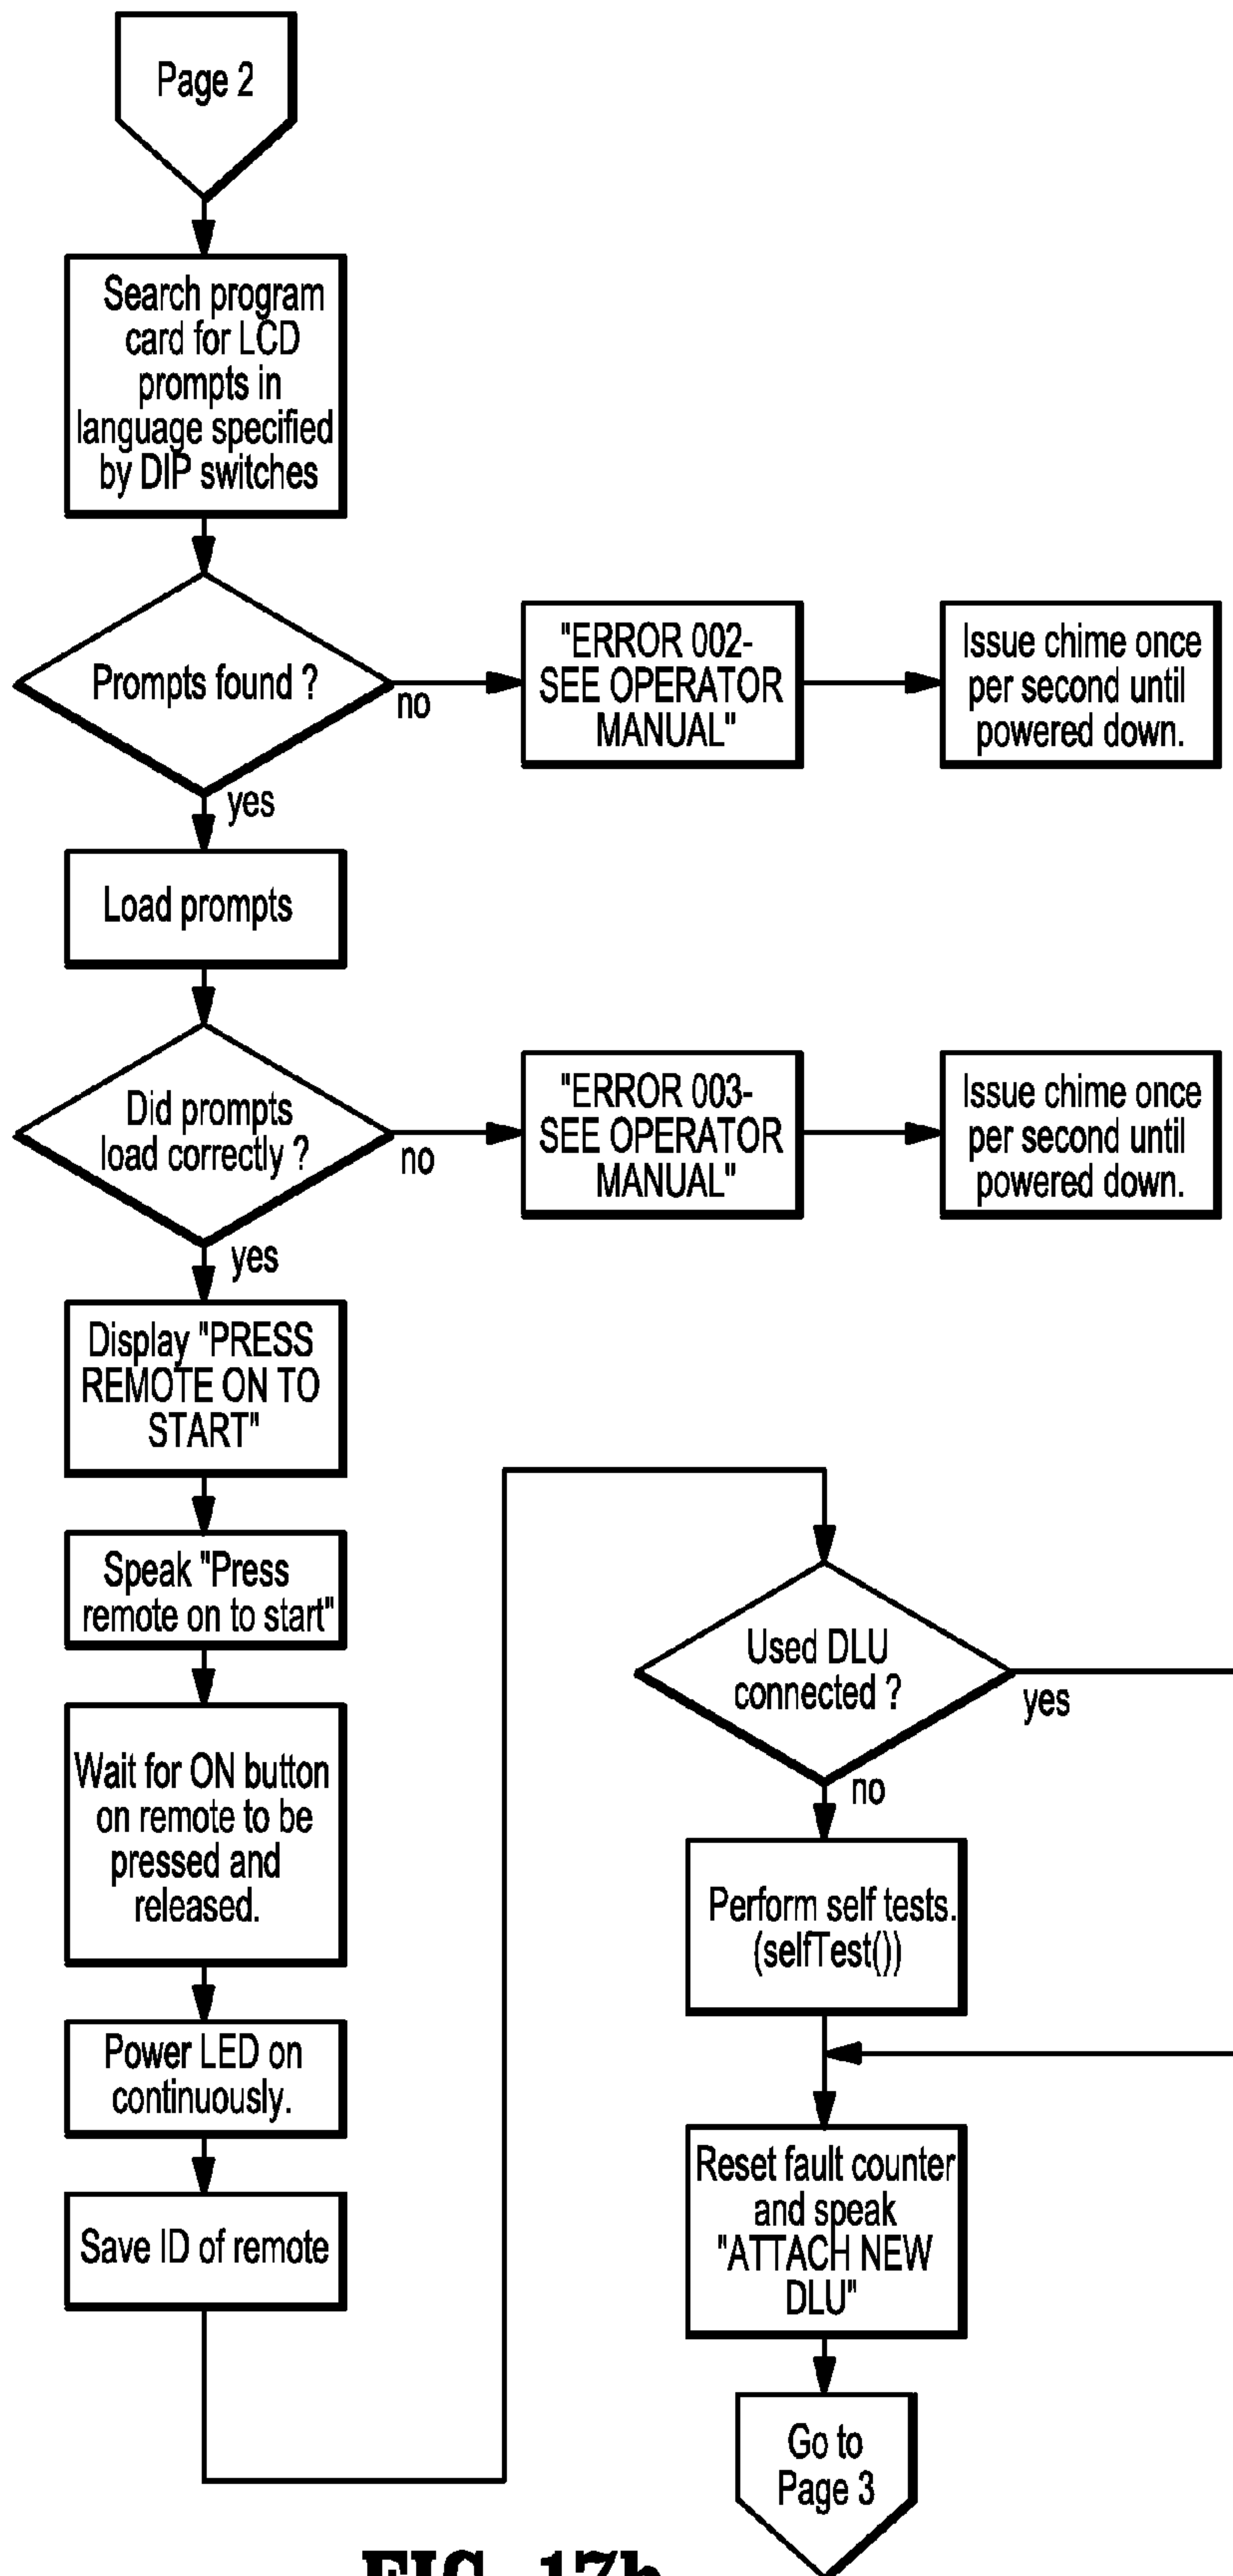 Page 2
Search program
card for LCD
prompts in
language specified
by DIP switches
Prompts found ?
no
"ERROR 002-
SEE OPERATOR
MANUAL"
Issue chime once
per second until
powered down.
yes
Load prompts
Did prompts
load correctly ?
no
"ERROR 003-
SEE OPERATOR
MANUAL"
Issue chime once
per second until
powered down.
yes
Display "PRESS
REMOTE ON TO
START"
Speak "Press
remote on to start"
Wait for ON button
on remote to be
pressed and
released.
Power LED on
continuously.
Save ID of remote
Used DLU
connected ?
yes
no
Perform self tests.
(selfTest())
Reset fault counter
and speak
"ATTACH NEW
DLU"
Go to
Page 3
FIG. 17b